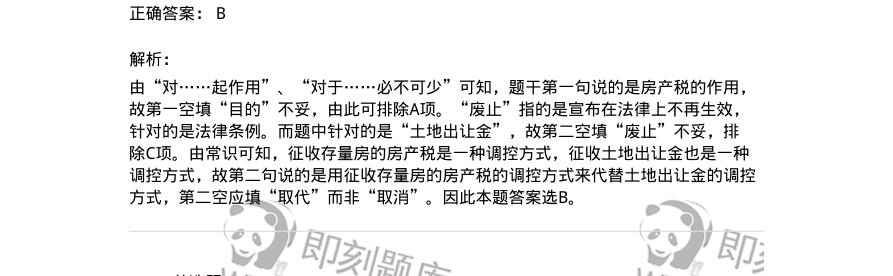 正确答案： B
解析：
由“对……起作用”、“对于……必不可少”可知，题干第一句说的是房产税的作用，
故第一空填“目的”不妥，由此可排除A项。“废止”指的是宣布在法律上不再生效，
针对的是法律条例。而题中针对的是“土地出让金”，故第二空填“废止”不妥，排
除C项。由常识可知，征收存量房的房产税是一种调控方式，征收土地出让金也是一种
调控方式，故第二句说的是用征收存量房的房产税的调控方式来代替土地出让金的调控
方式，第二空应填“取代”而非“取消”。因此本题答案选B。
即刻题库
即刻